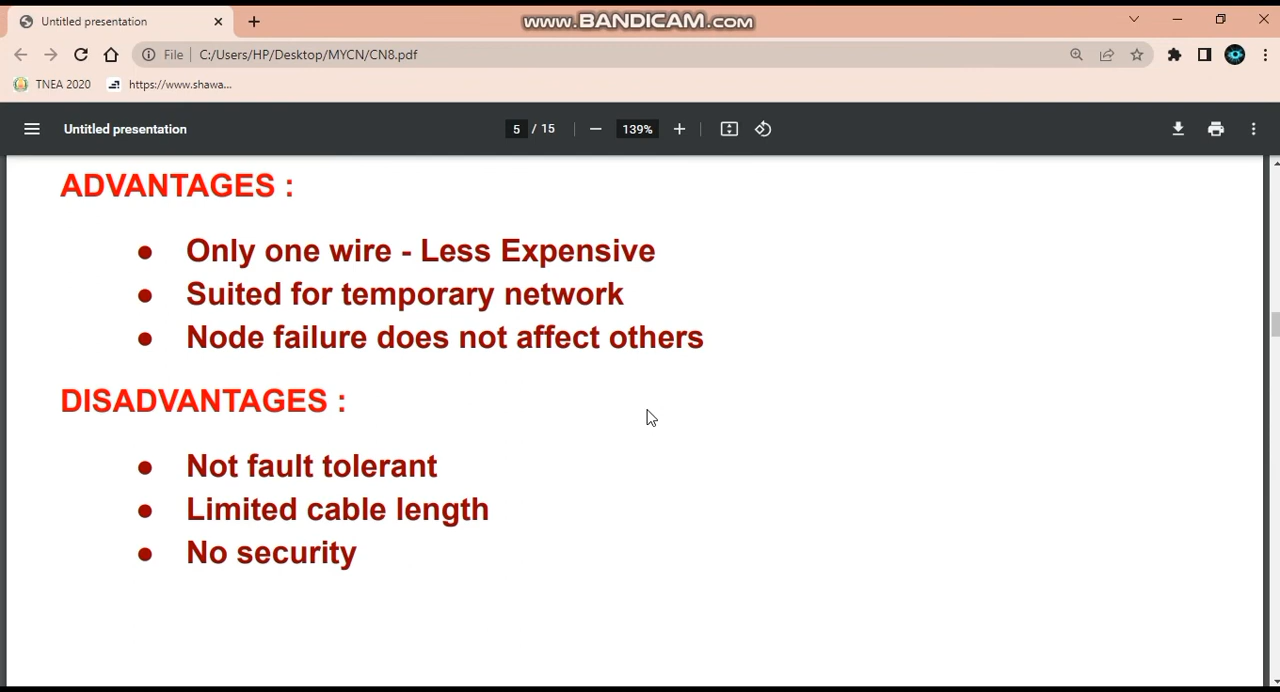 www.BANDICAM.com
Untitled presentation
File C:/Users/HP/Desktop/MYCN/CN8.pdf
TNEA 2020 https://www.shawa...
Untitled presentation 5 / 15 139%
ADVANTAGES :
● Only one wire - Less Expensive
● Suited for temporary network
● Node failure does not affect others
DISADVANTAGES :
● Not fault tolerant
● Limited cable length
● No security